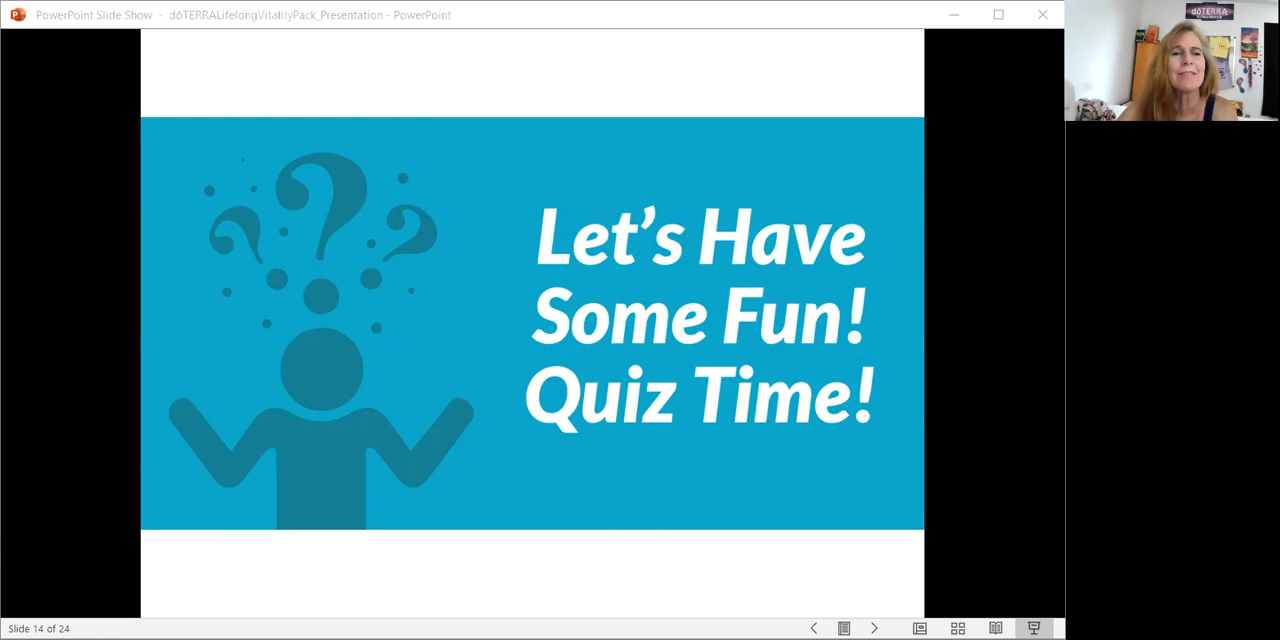 PowerPoint Slide Show - dōTERRALifelongVitalityPack_Presentation - PowerPoint
dōTERRA
Let's Have
Some Fun!
Quiz Time!
Slide 14 of 24